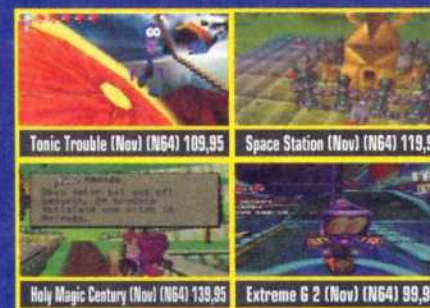 Tonic Trouble (Nov) (N64) 109,95
Space Station (Nov) (N64) 119,9
Holy Magic Century (Nov) (N64) 139,95
Extreme G 2 (Nov) (N64) 99,9